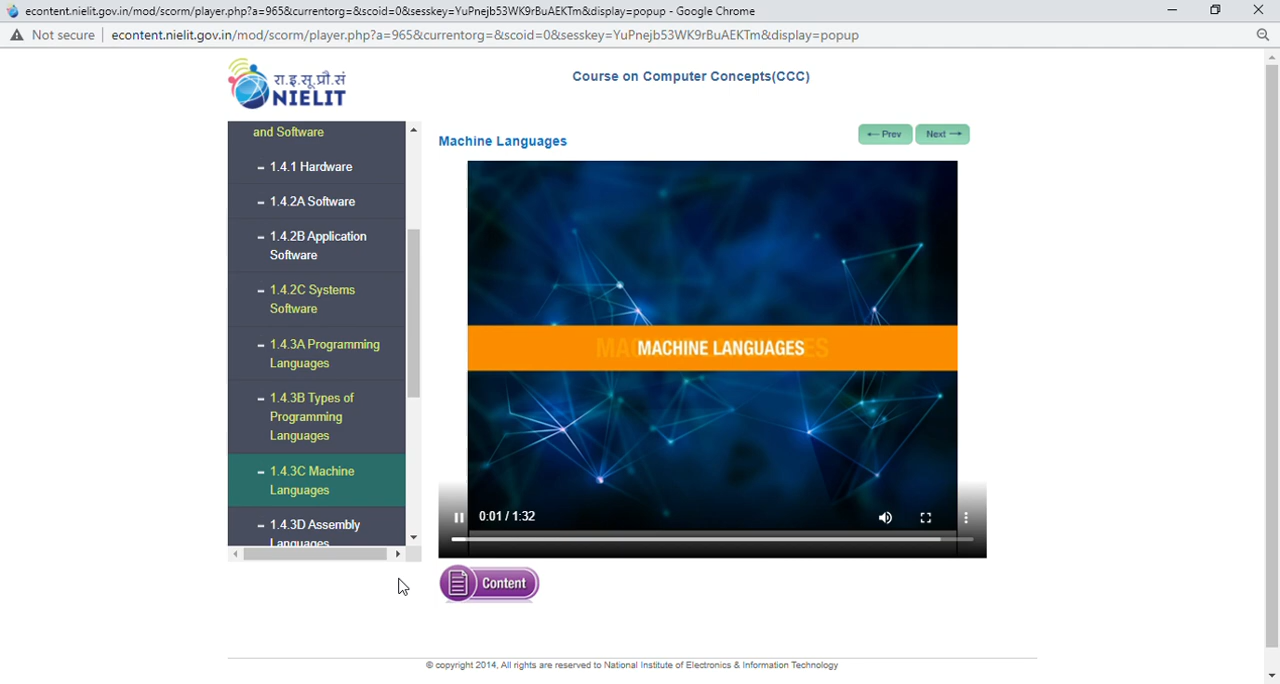 econtent.nielit.gov.in/mod/scorm/player.php?a=965&currentorg=&scoid=0&sesskey=YuPnejb53WK9rBuAEKTm&display=popup - Google Chrome
Not secure | econtent.nielit.gov.in/mod/scorm/player.php?a=965&currentorg=&scoid=0&sesskey=YuPnejb53WK9rBuAEKTm&display=popup
रा.इ.सू.प्रौ.सं
NIELIT
Course on Computer Concepts(CCC)
and Software
- 1.4.1 Hardware
- 1.4.2A Software
- 1.4.2B Application
Software
- 1.4.2C Systems
Software
- 1.4.3A Programming
Languages
- 1.4.3B Types of
Programming
Languages
- 1.4.3C Machine
Languages
- 1.4.3D Assembly
Languages
Machine Languages
← Prev
Next →
MACHINE LANGUAGES
0:01 / 1:32
Content
© copyright 2014, All rights are reserved to National Institute of Electronics & Information Technology